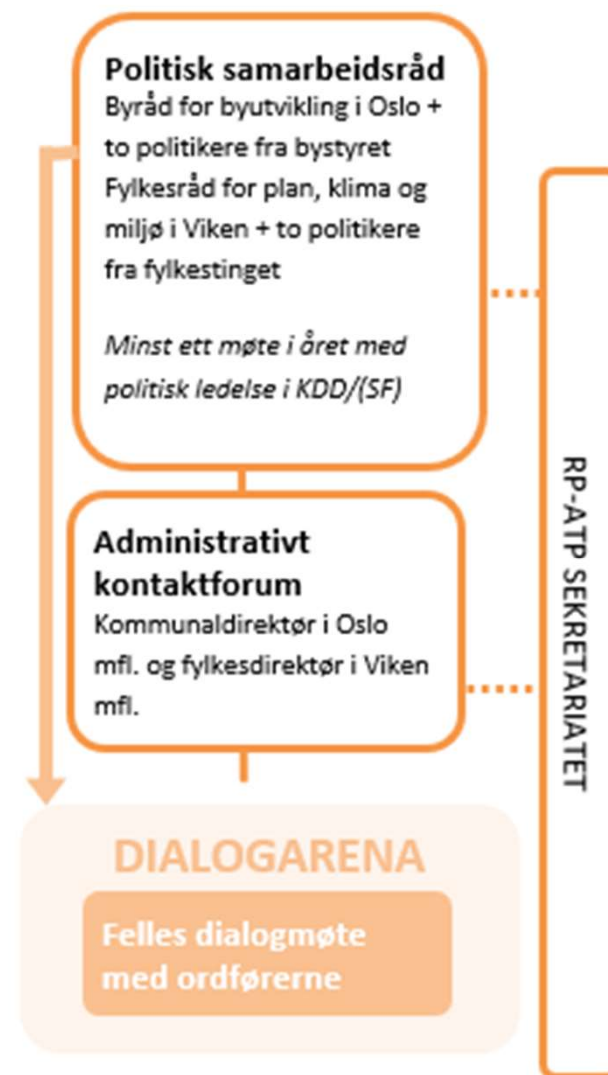 Politisk samarbeidsråd
Byråd for byutvikling i Oslo +
to politikere fra bystyret
Fylkesråd for plan, klima og
miljø i Viken + to politikere
fra fylkestinget
Minst ett møte i året med
politisk ledelse i KDD/(SF)
Administrativt
kontaktforum
Kommunaldirektør i Oslo
mfl. og fylkesdirektør i Viken
mfl.
DIALOGARENA
Felles dialogmøte
med ordførerne
RP-ATP SEKRETARIATET